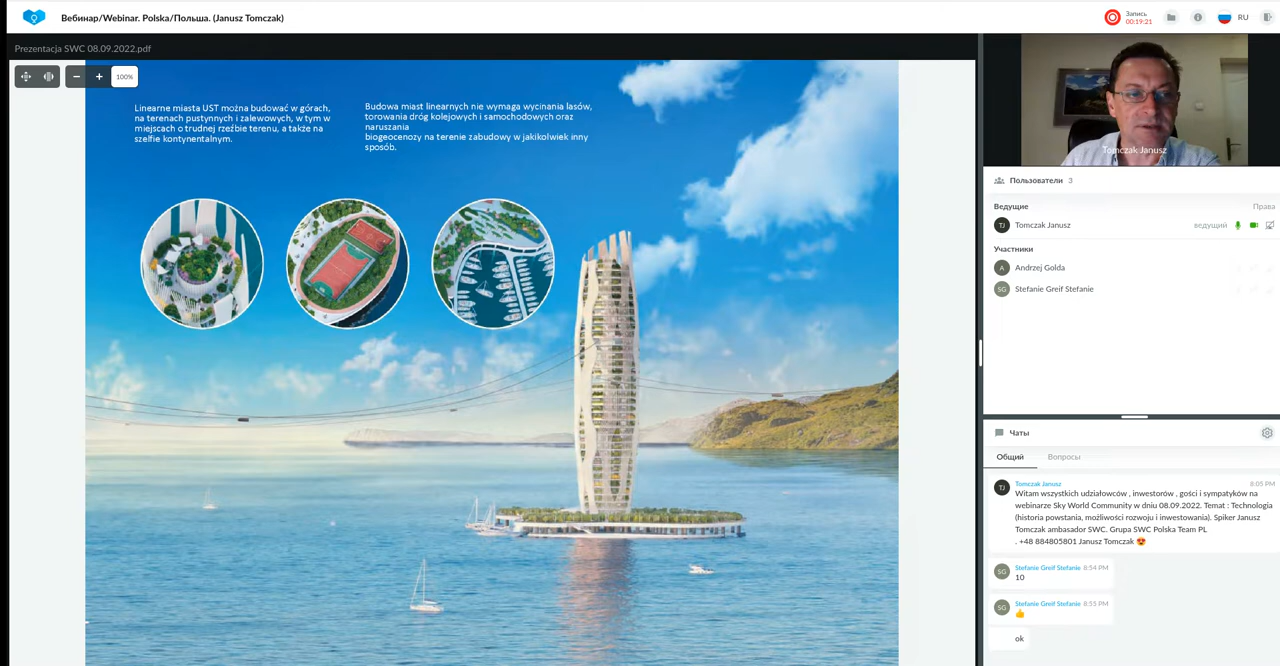 Вебинар/Webinar. Polska/Польша. (Janusz Tomczak)
Запись
00:19:21
RU
Prezentacja SWC 08.09.2022.pdf
100%
Linearne miasta UST można budować w górach,
na terenach pustynnych i zalewowych, w tym w
miejscach o trudnej rzeźbie terenu, a także na
szelfie kontynentalnym.
Budowa miast linearnych nie wymaga wycinania lasów,
torowania dróg kolejowych i samochodowych oraz
naruszania
biogeocenozy na terenie zabudowy w jakikolwiek inny
sposób.
Tomczak Janusz
Пользователи 3
Ведущие Права
TJ Tomczak Janusz ведущий
Участники
A Andrzej Golda
SG Stefanie Greif Stefanie
Чаты
Общий Вопросы
TJ Tomczak Janusz 8:05 PM
Witam wszystkich udziałowców , inwestorów , gości i sympatyków na
webinarze Sky World Community w dniu 08.09.2022. Temat : Technologia
(historia powstania, możliwości rozwoju i inwestowania). Spiker Janusz
Tomczak ambasador SWC. Grupa SWC Polska Team PL
. +48 884805801 Janusz Tomczak 😍
SG Stefanie Greif Stefanie 8:54 PM
10
SG Stefanie Greif Stefanie 8:55 PM
👍
ok